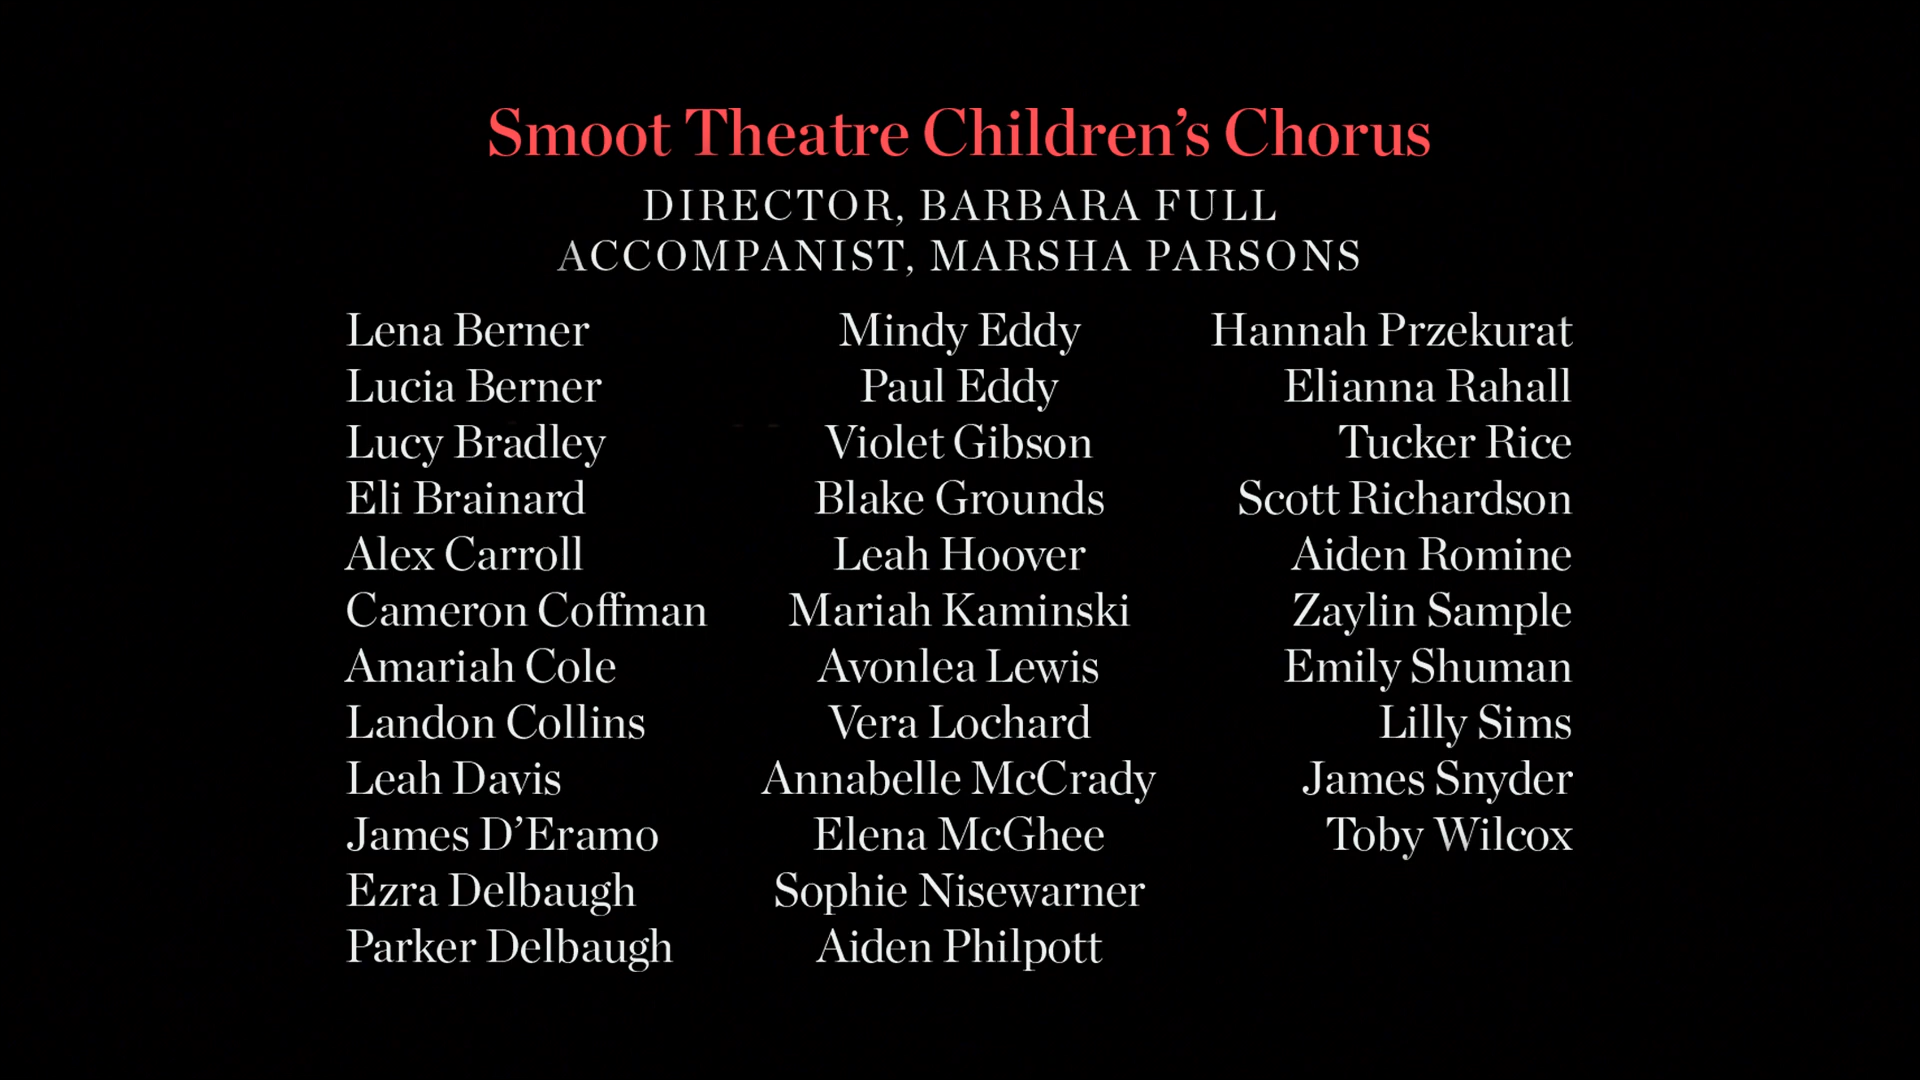 Smoot Theatre Children's Chorus
DIRECTOR, BARBARA FULL
ACCOMPANIST, MARSHA PARSONS
Lena Berner
Lucia Berner
Lucy Bradley
Eli Brainard
Alex Carroll
Cameron Coffman
Amariah Cole
Landon Collins
Leah Davis
James D’Eramo
Ezra Delbaugh
Parker Delbaugh
Mindy Eddy
Paul Eddy
Violet Gibson
Blake Grounds
Leah Hoover
Mariah Kaminski
Avonlea Lewis
Vera Lochard
Annabelle McCrady
Elena McGhee
Sophie Nisewarner
Aiden Philpott
Hannah Przekurat
Elianna Rahall
Tucker Rice
Scott Richardson
Aiden Romine
Zaylin Sample
Emily Shuman
Lilly Sims
James Snyder
Toby Wilcox